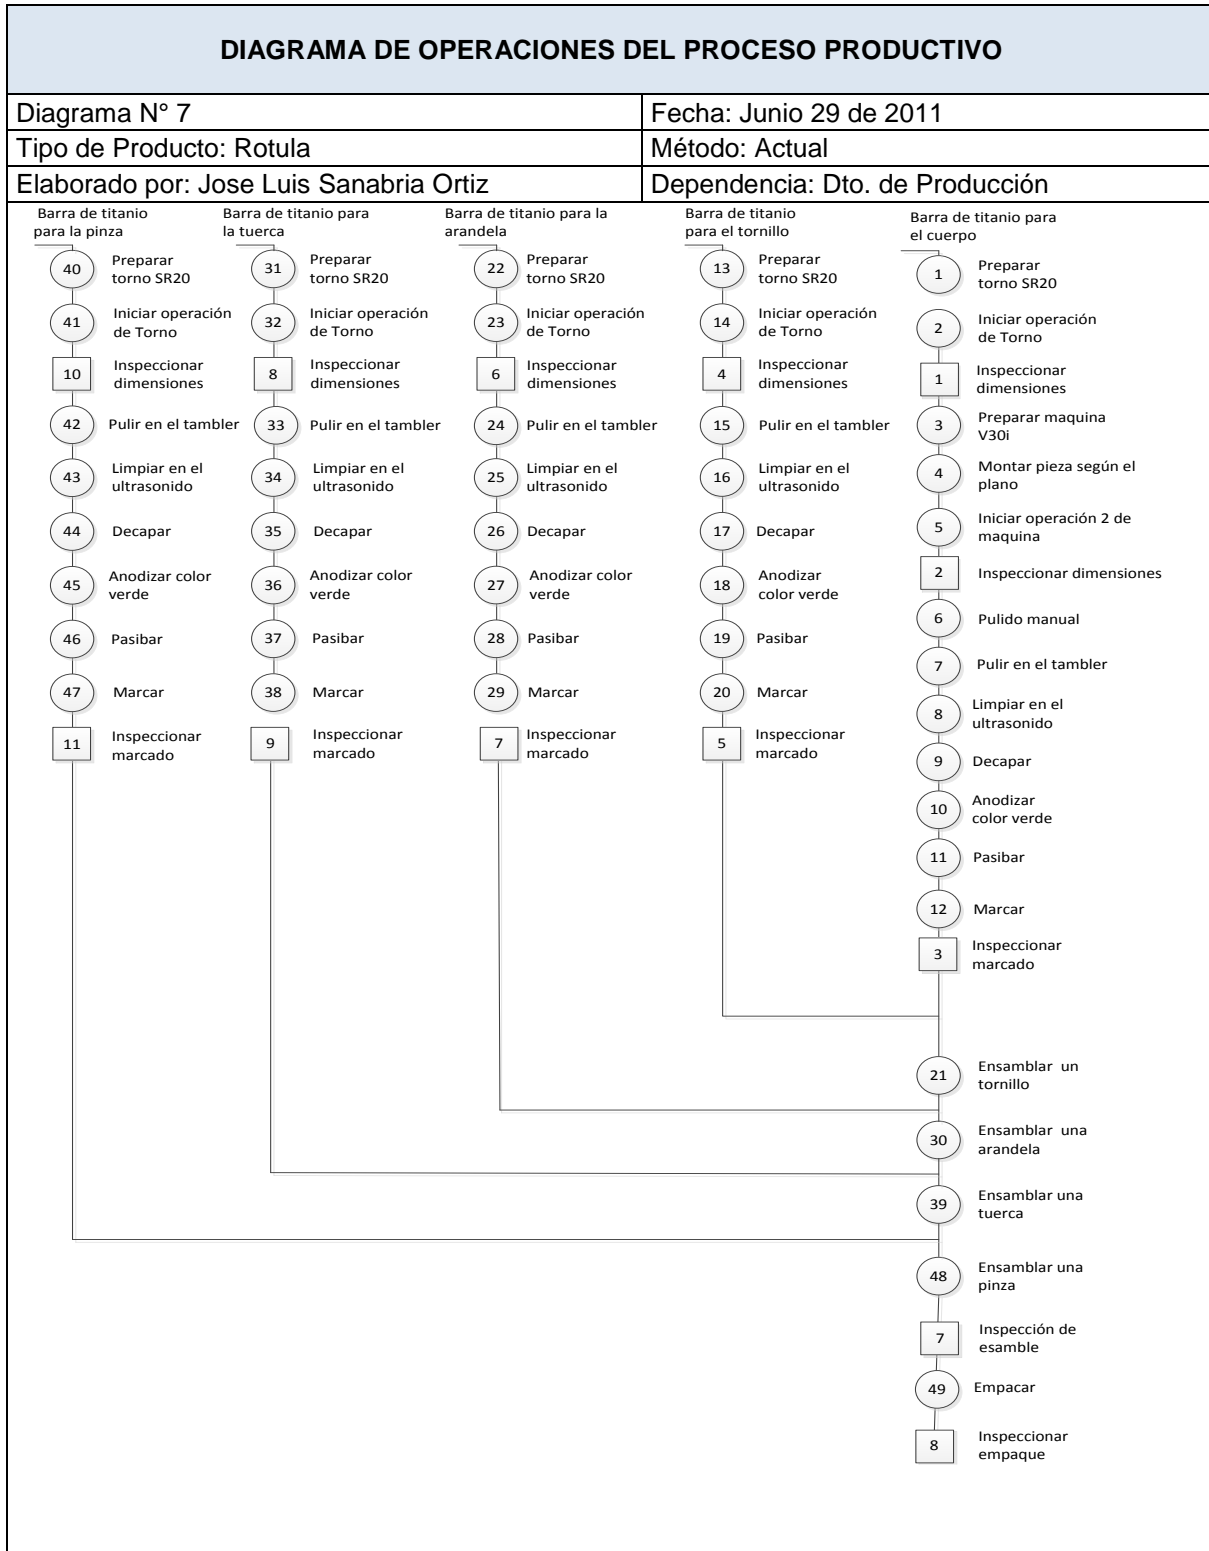 DIAGRAMA DE OPERACIONES DEL PROCESO PRODUCTIVO
Diagrama N° 7
Fecha: Junio 29 de 2011
Tipo de Producto: Rotula
Método: Actual
Elaborado por: Jose Luis Sanabria Ortiz
Dependencia: Dto. de Producción
Barra de titanio
para la pinza
40
Preparar
torno SR20
41
Iniciar operación
de Torno
10
Inspeccionar
dimensiones
42
Pulir en el tambler
43
Limpiar en el
ultrasonido
44
Decapar
45
Anodizar color
verde
46
Pasibar
47
Marcar
11
Inspeccionar
marcado
Barra de titanio para
la tuerca
31
Preparar
torno SR20
32
Iniciar operación
de Torno
8
Inspeccionar
dimensiones
33
Pulir en el tambler
34
Limpiar en el
ultrasonido
35
Decapar
36
Anodizar color
verde
37
Pasibar
38
Marcar
9
Inspeccionar
marcado
Barra de titanio para la
arandela
22
Preparar
torno SR20
23
Iniciar operación
de Torno
6
Inspeccionar
dimensiones
24
Pulir en el tambler
25
Limpiar en el
ultrasonido
26
Decapar
27
Anodizar color
verde
28
Pasibar
29
Marcar
7
Inspeccionar
marcado
Barra de titanio
para el tornillo
13
Preparar
torno SR20
14
Iniciar operación
de Torno
4
Inspeccionar
dimensiones
15
Pulir en el tambler
16
Limpiar en el
ultrasonido
17
Decapar
18
Anodizar
color verde
19
Pasibar
20
Marcar
5
Inspeccionar
marcado
Barra de titanio para
el cuerpo
1
Preparar
torno SR20
2
Iniciar operación
de Torno
1
Inspeccionar
dimensiones
3
Preparar maquina
V30i
4
Montar pieza según el
plano
5
Iniciar operación 2 de
maquina
2
Inspeccionar dimensiones
6
Pulido manual
7
Pulir en el tambler
8
Limpiar en el
ultrasonido
9
Decapar
10
Anodizar
color verde
11
Pasibar
12
Marcar
3
Inspeccionar
marcado
21
Ensamblar un
tornillo
30
Ensamblar una
arandela
39
Ensamblar una
tuerca
48
Ensamblar una
pinza
7
Inspección de
esamble
49
Empacar
8
Inspeccionar
empaque